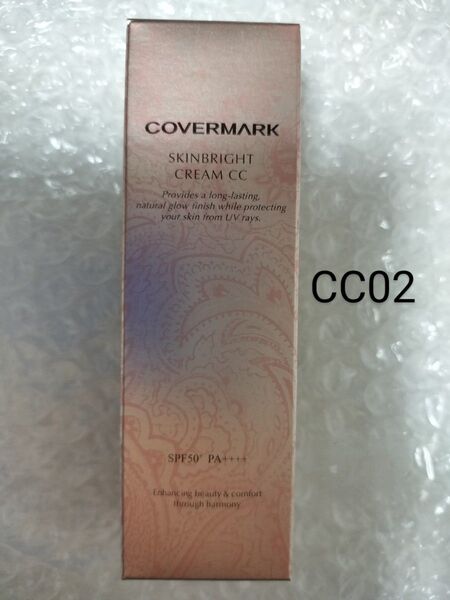 COVERMARK
SKINBRIGHT
CREAM CC
Provides a long-lasting,
natural glow finish while protecting
your skin from UV rays.
CC02
SPF50+ PA++++
Enhancing beauty & comfort
through harmony